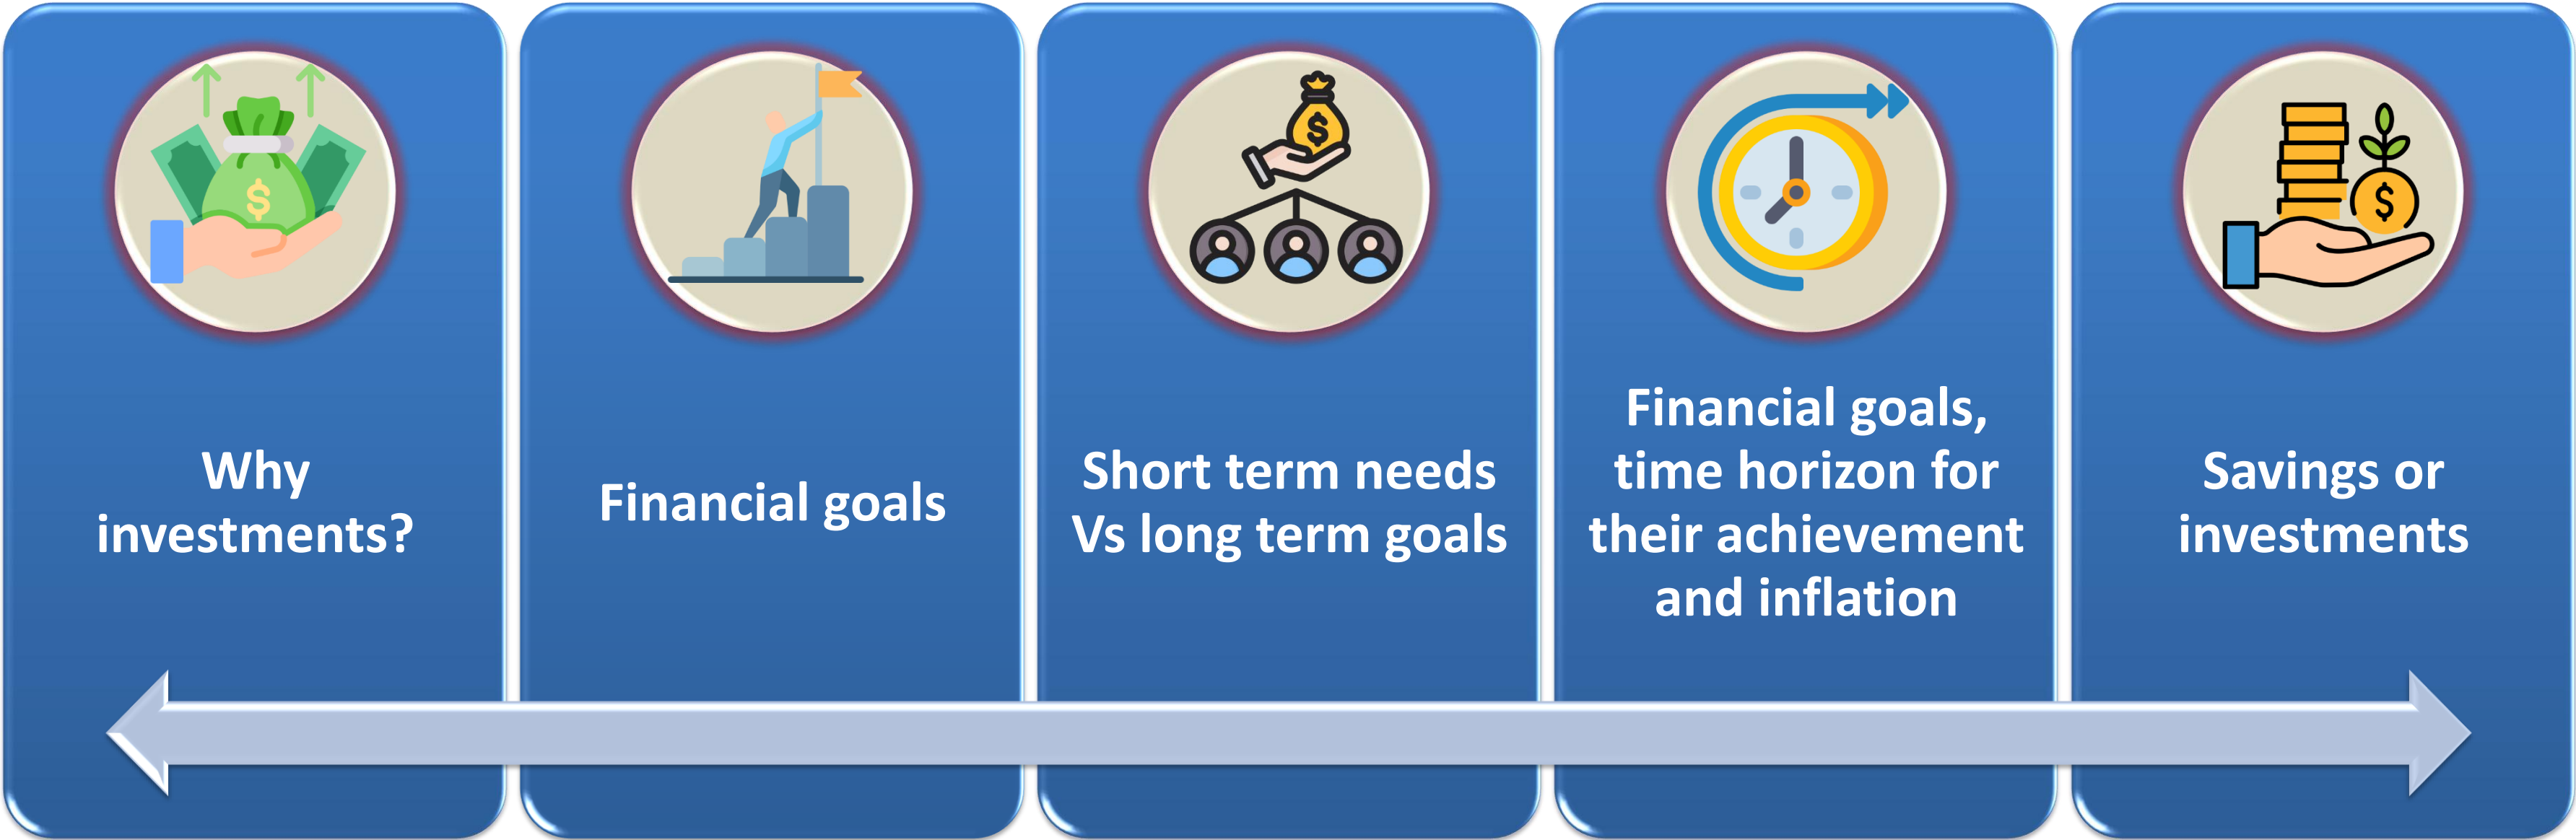 Why
investments?
Financial goals
Short term needs
Vs long term goals
Financial goals,
time horizon for
their achievement
and inflation
Savings or
investments
$
$
$